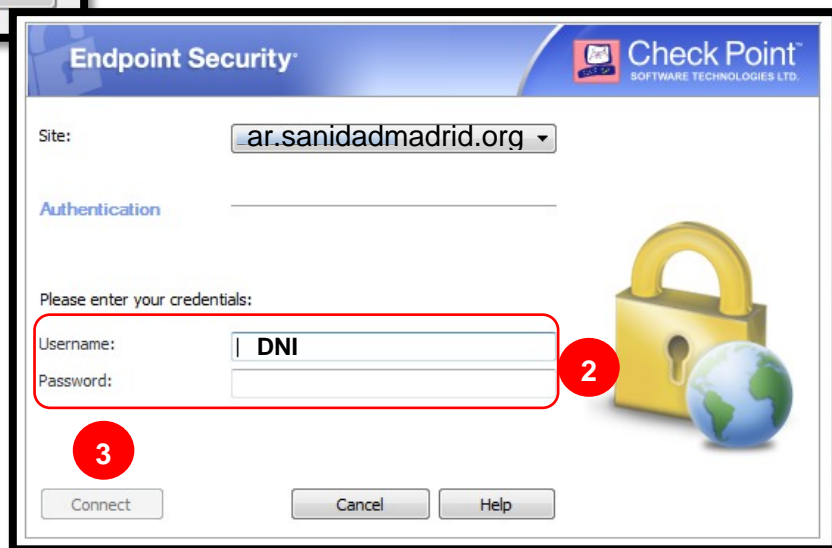 Endpoint Security
Check Point™
SOFTWARE TECHNOLOGIES LTD.
Site:
ar.sanidadmadrid.org
Authentication
Please enter your credentials:
Username:
DNI
Password:
2
3
Connect
Cancel
Help